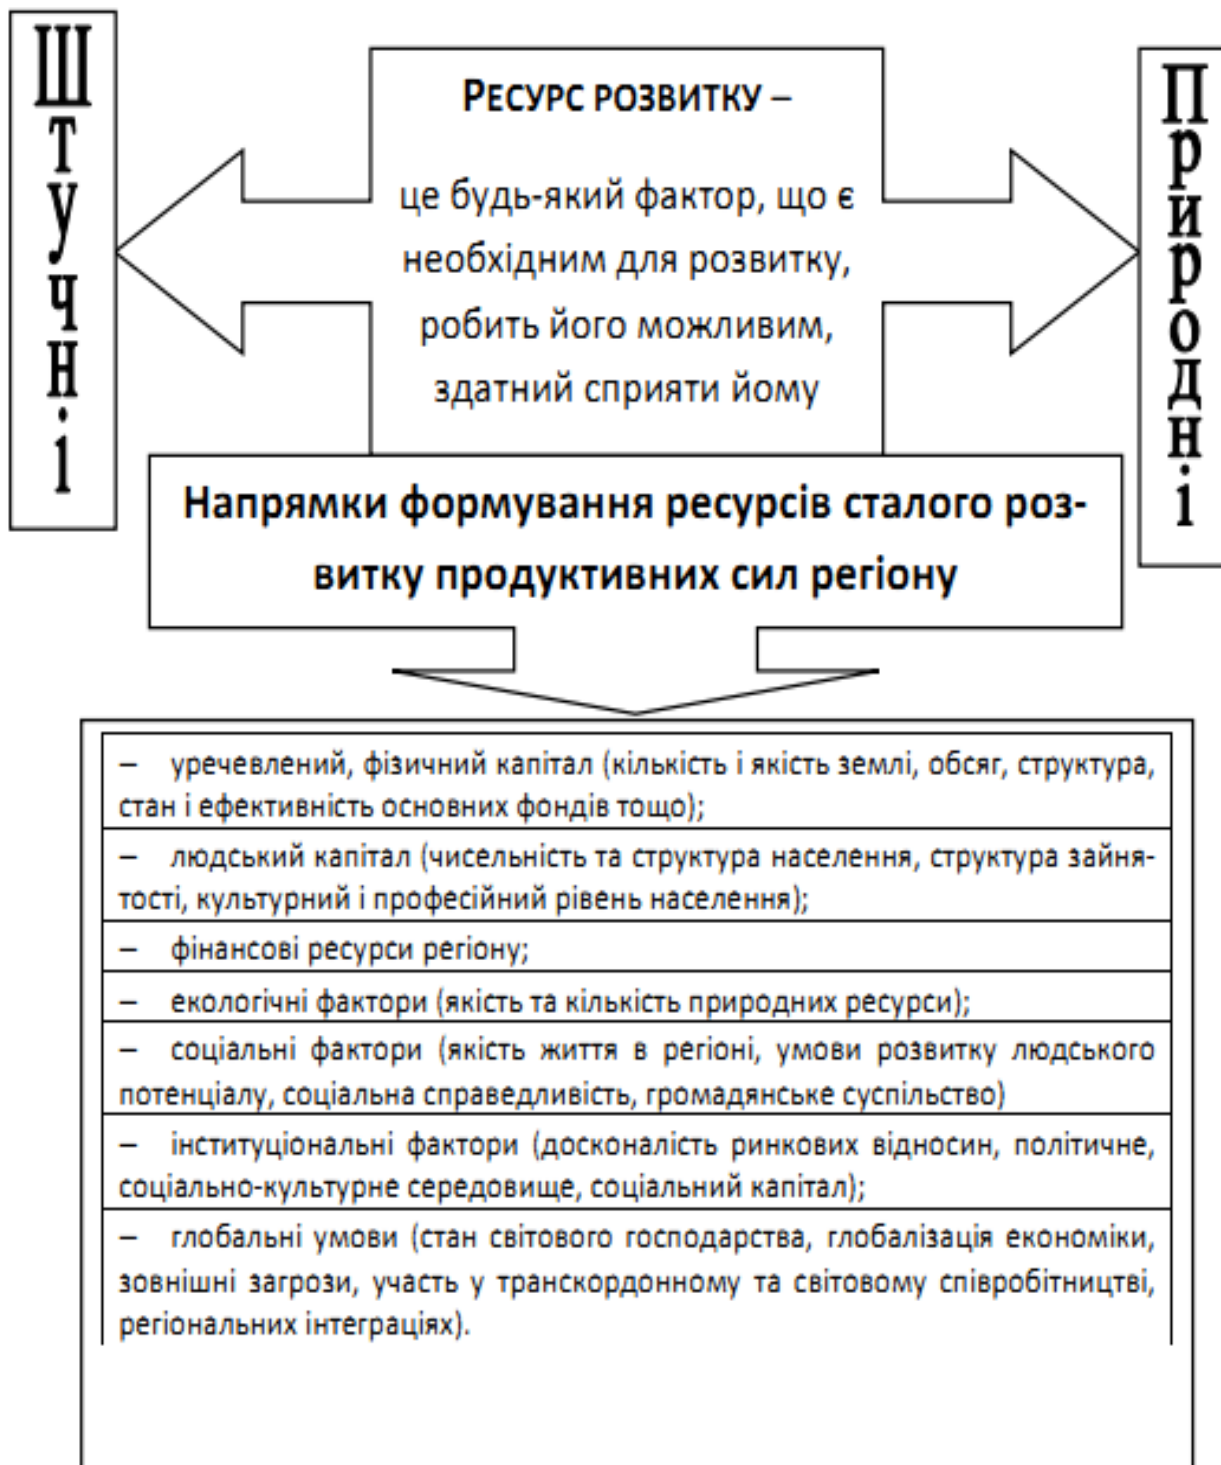 Штучні
РЕСУРС РОЗВИТКУ –
це будь-який фактор, що є
необхідним для розвитку,
робить його можливим,
здатний сприяти йому
Природні
Напрямки формування ресурсів сталого роз-
витку продуктивних сил регіону
– уречевлений, фізичний капітал (кількість і якість землі, обсяг, структура,
стан і ефективність основних фондів тощо);
– людський капітал (чисельність та структура населення, структура зайня-
тості, культурний і професійний рівень населення);
– фінансові ресурси регіону;
– екологічні фактори (якість та кількість природних ресурси);
– соціальні фактори (якість життя в регіоні, умови розвитку людського
потенціалу, соціальна справедливість, громадянське суспільство)
– інституціональні фактори (досконалість ринкових відносин, політичне,
соціально-культурне середовище, соціальний капітал);
– глобальні умови (стан світового господарства, глобалізація економіки,
зовнішні загрози, участь у транскордонному та світовому співробітництві,
регіональних інтеграціях).